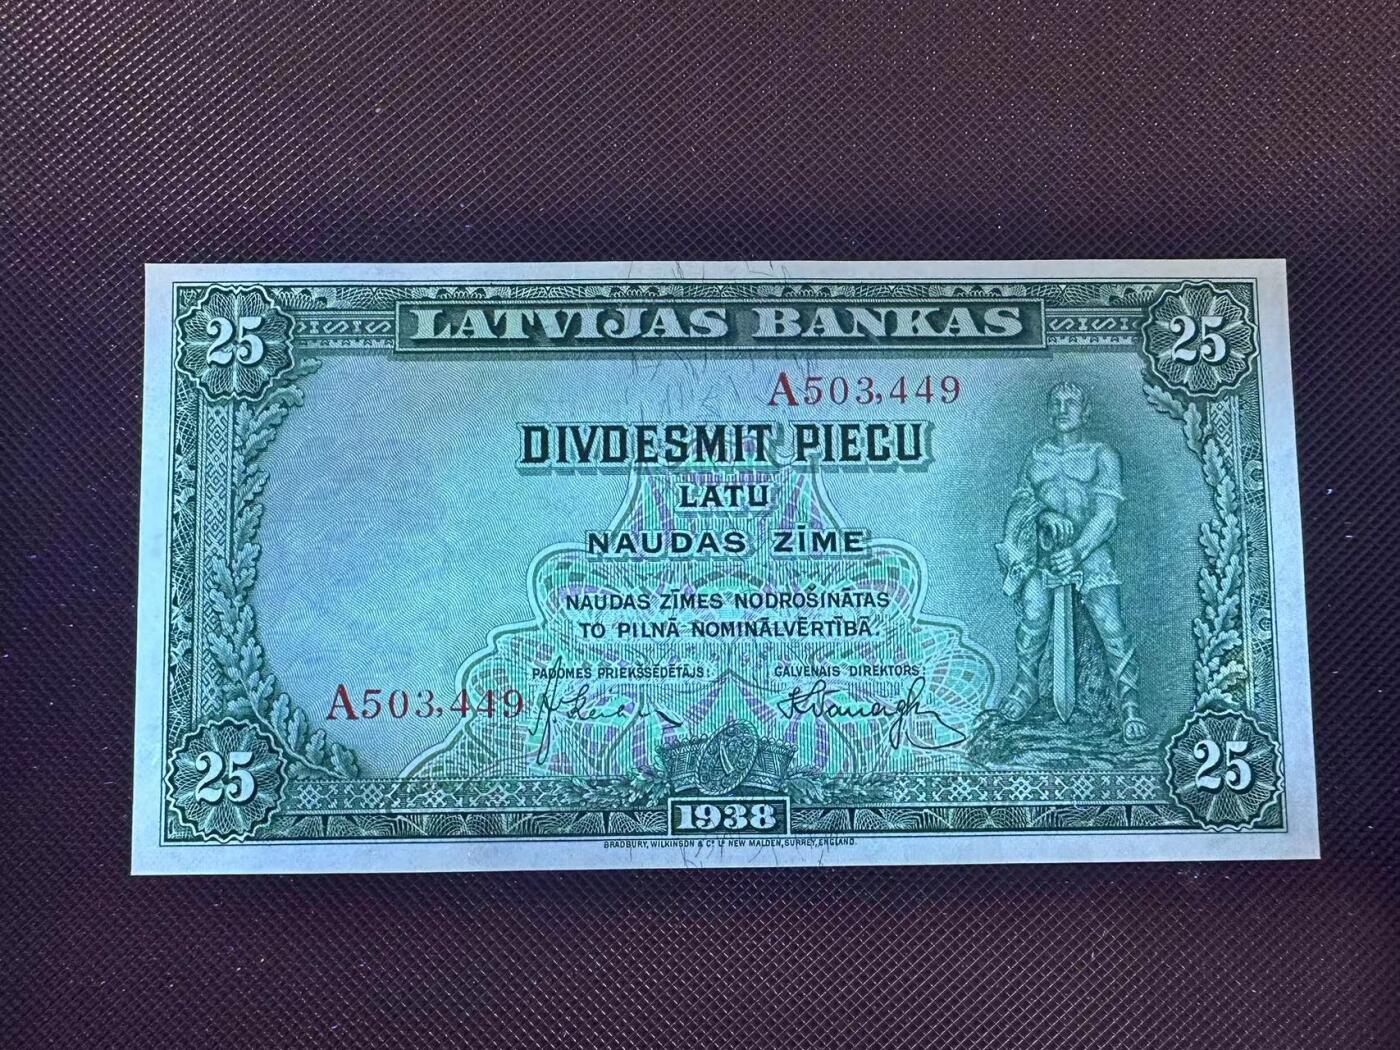 25
LATVIJAS BANKAS
25
A503,449
DIVDESMIT PIECU
LATU
NAUDAS ZĪME
NAUDAS ZĪMES NODROŠINĀTAS
TO PILNĀ NOMINĀLVĒRTĪBĀ.
PADOMES PRIEKŠSĒDĒTĀJS:
GALVENAIS DIREKTORS:
A503,449
25
1938
25
BRADBURY, WILKINSON & Cº Lº NEW MALDEN, SURREY, ENGLAND.